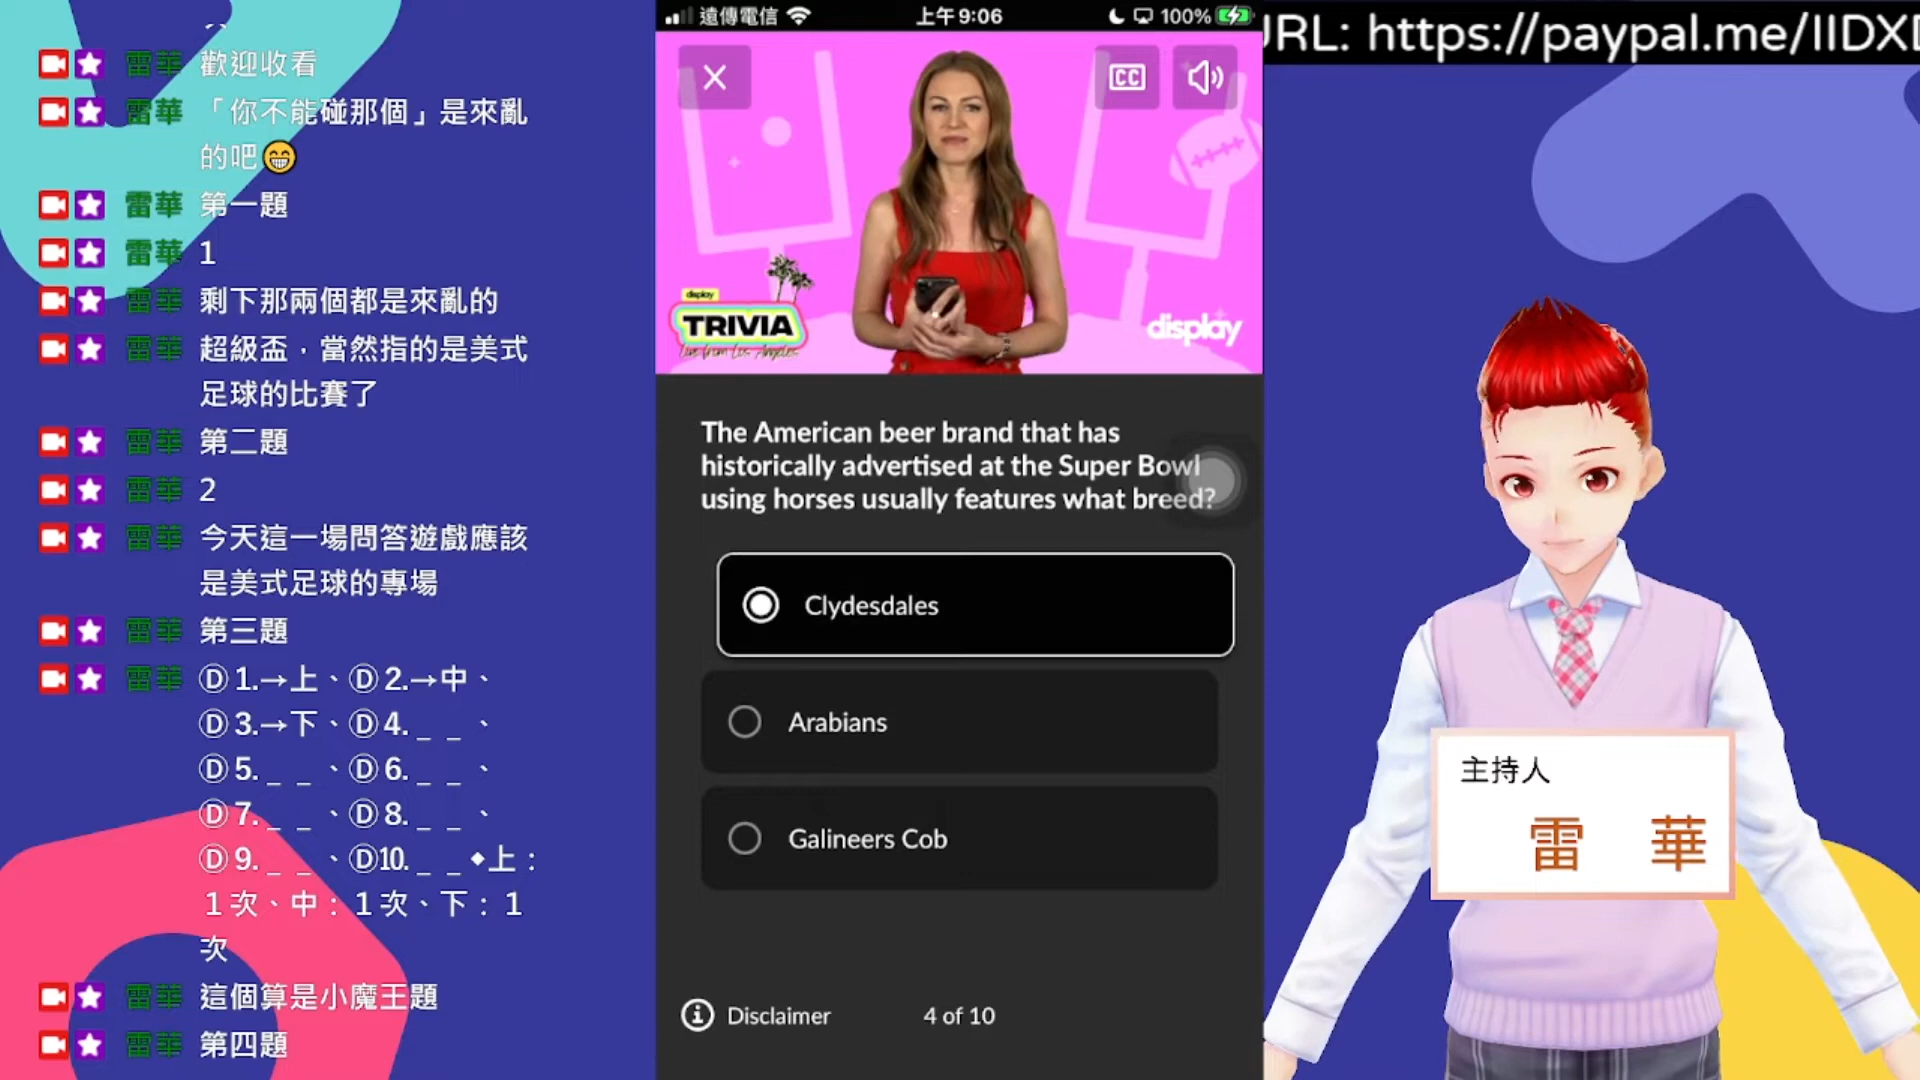 雷華 歡迎收看
雷華 「你不能碰那個」是來亂
的吧😁
雷華 第一題
雷華 1
雷華 剩下那兩個都是來亂的
雷華 超級盃，當然指的是美式
足球的比賽了
雷華 第二題
雷華 2
雷華 今天這一場問答遊戲應該
是美式足球的專場
雷華 第三題
雷華 Ⓓ1.→上、Ⓓ2.→中、
Ⓓ3.→下、Ⓓ4._ _、
Ⓓ5._ _、Ⓓ6._ _、
Ⓓ7._ _、Ⓓ8._ _、
Ⓓ9._ _、Ⓓ10._ _◆上：
1次、中：1次、下：1
次
雷華 這個算是小魔王題
雷華 第四題
遠傳電信 上午9:06 100%
CC
display
TRIVIA
Live from Los Angeles
display
The American beer brand that has
historically advertised at the Super Bowl
using horses usually features what breed?
Clydesdales
Arabians
Galineers Cob
Disclaimer 4 of 10
URL: https://paypal.me/IIDX
主持人
雷 華